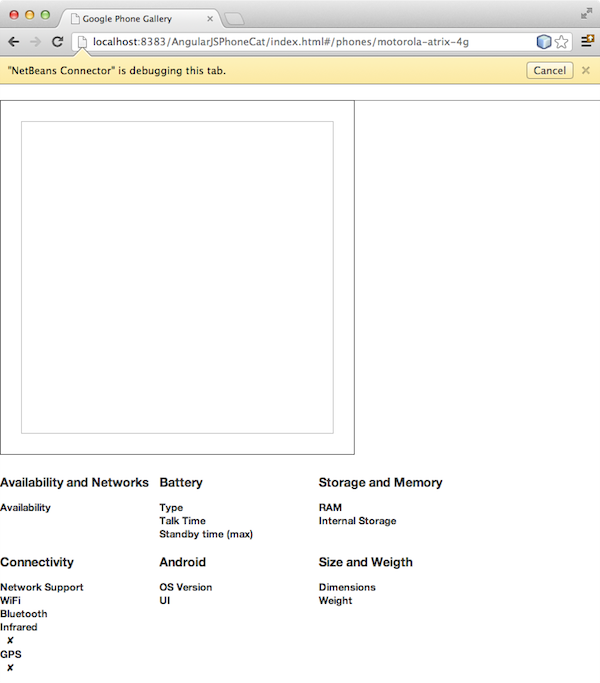 Google Phone Gallery
localhost:8383/AngularJSPhoneCat/index.html#/phones/motorola-atrix-4g
"NetBeans Connector" is debugging this tab. Cancel
Availability and Networks Battery Storage and Memory
Availability Type RAM
Talk Time Internal Storage
Standby time (max)
Connectivity Android Size and Weigth
Network Support OS Version Dimensions
WiFi UI Weight
Bluetooth
Infrared
✘
GPS
✘